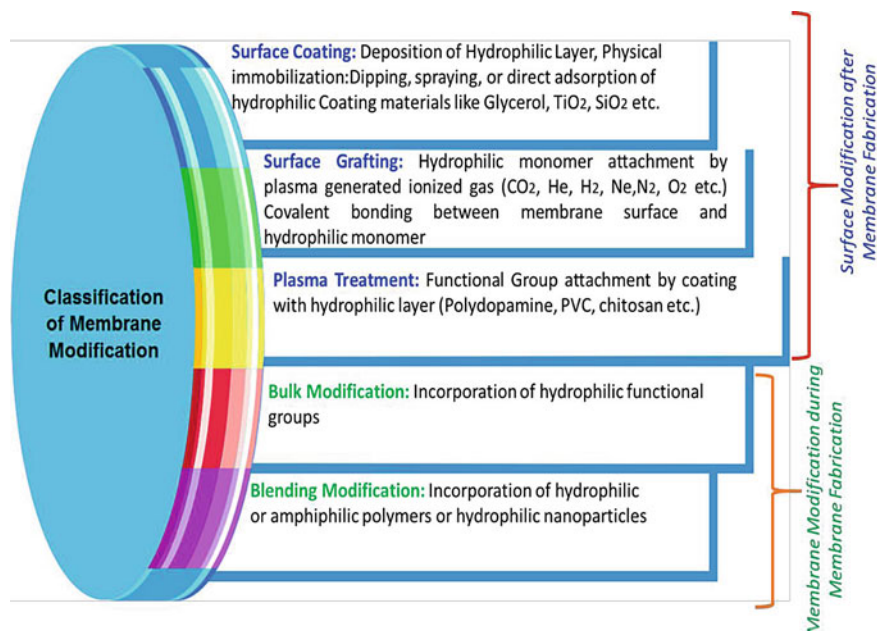 Surface Coating: Deposition of Hydrophilic Layer, Physical
immobilization:Dipping, spraying, or direct adsorption of
hydrophilic Coating materials like Glycerol, TiO2, SiO2 etc.
Surface Grafting: Hydrophilic monomer attachment by
plasma generated ionized gas (CO2, He, H2, Ne,N2, O2 etc.)
Covalent bonding between membrane surface and
hydrophilic monomer
Plasma Treatment: Functional Group attachment by coating
with hydrophilic layer (Polydopamine, PVC, chitosan etc.)
Classification
of Membrane
Modification
Bulk Modification: Incorporation of hydrophilic functional
groups
Blending Modification: Incorporation of hydrophilic
or amphiphilic polymers or hydrophilic nanoparticles
Surface Modification after
Membrane Fabrication
Membrane Modification during
Membrane Fabrication